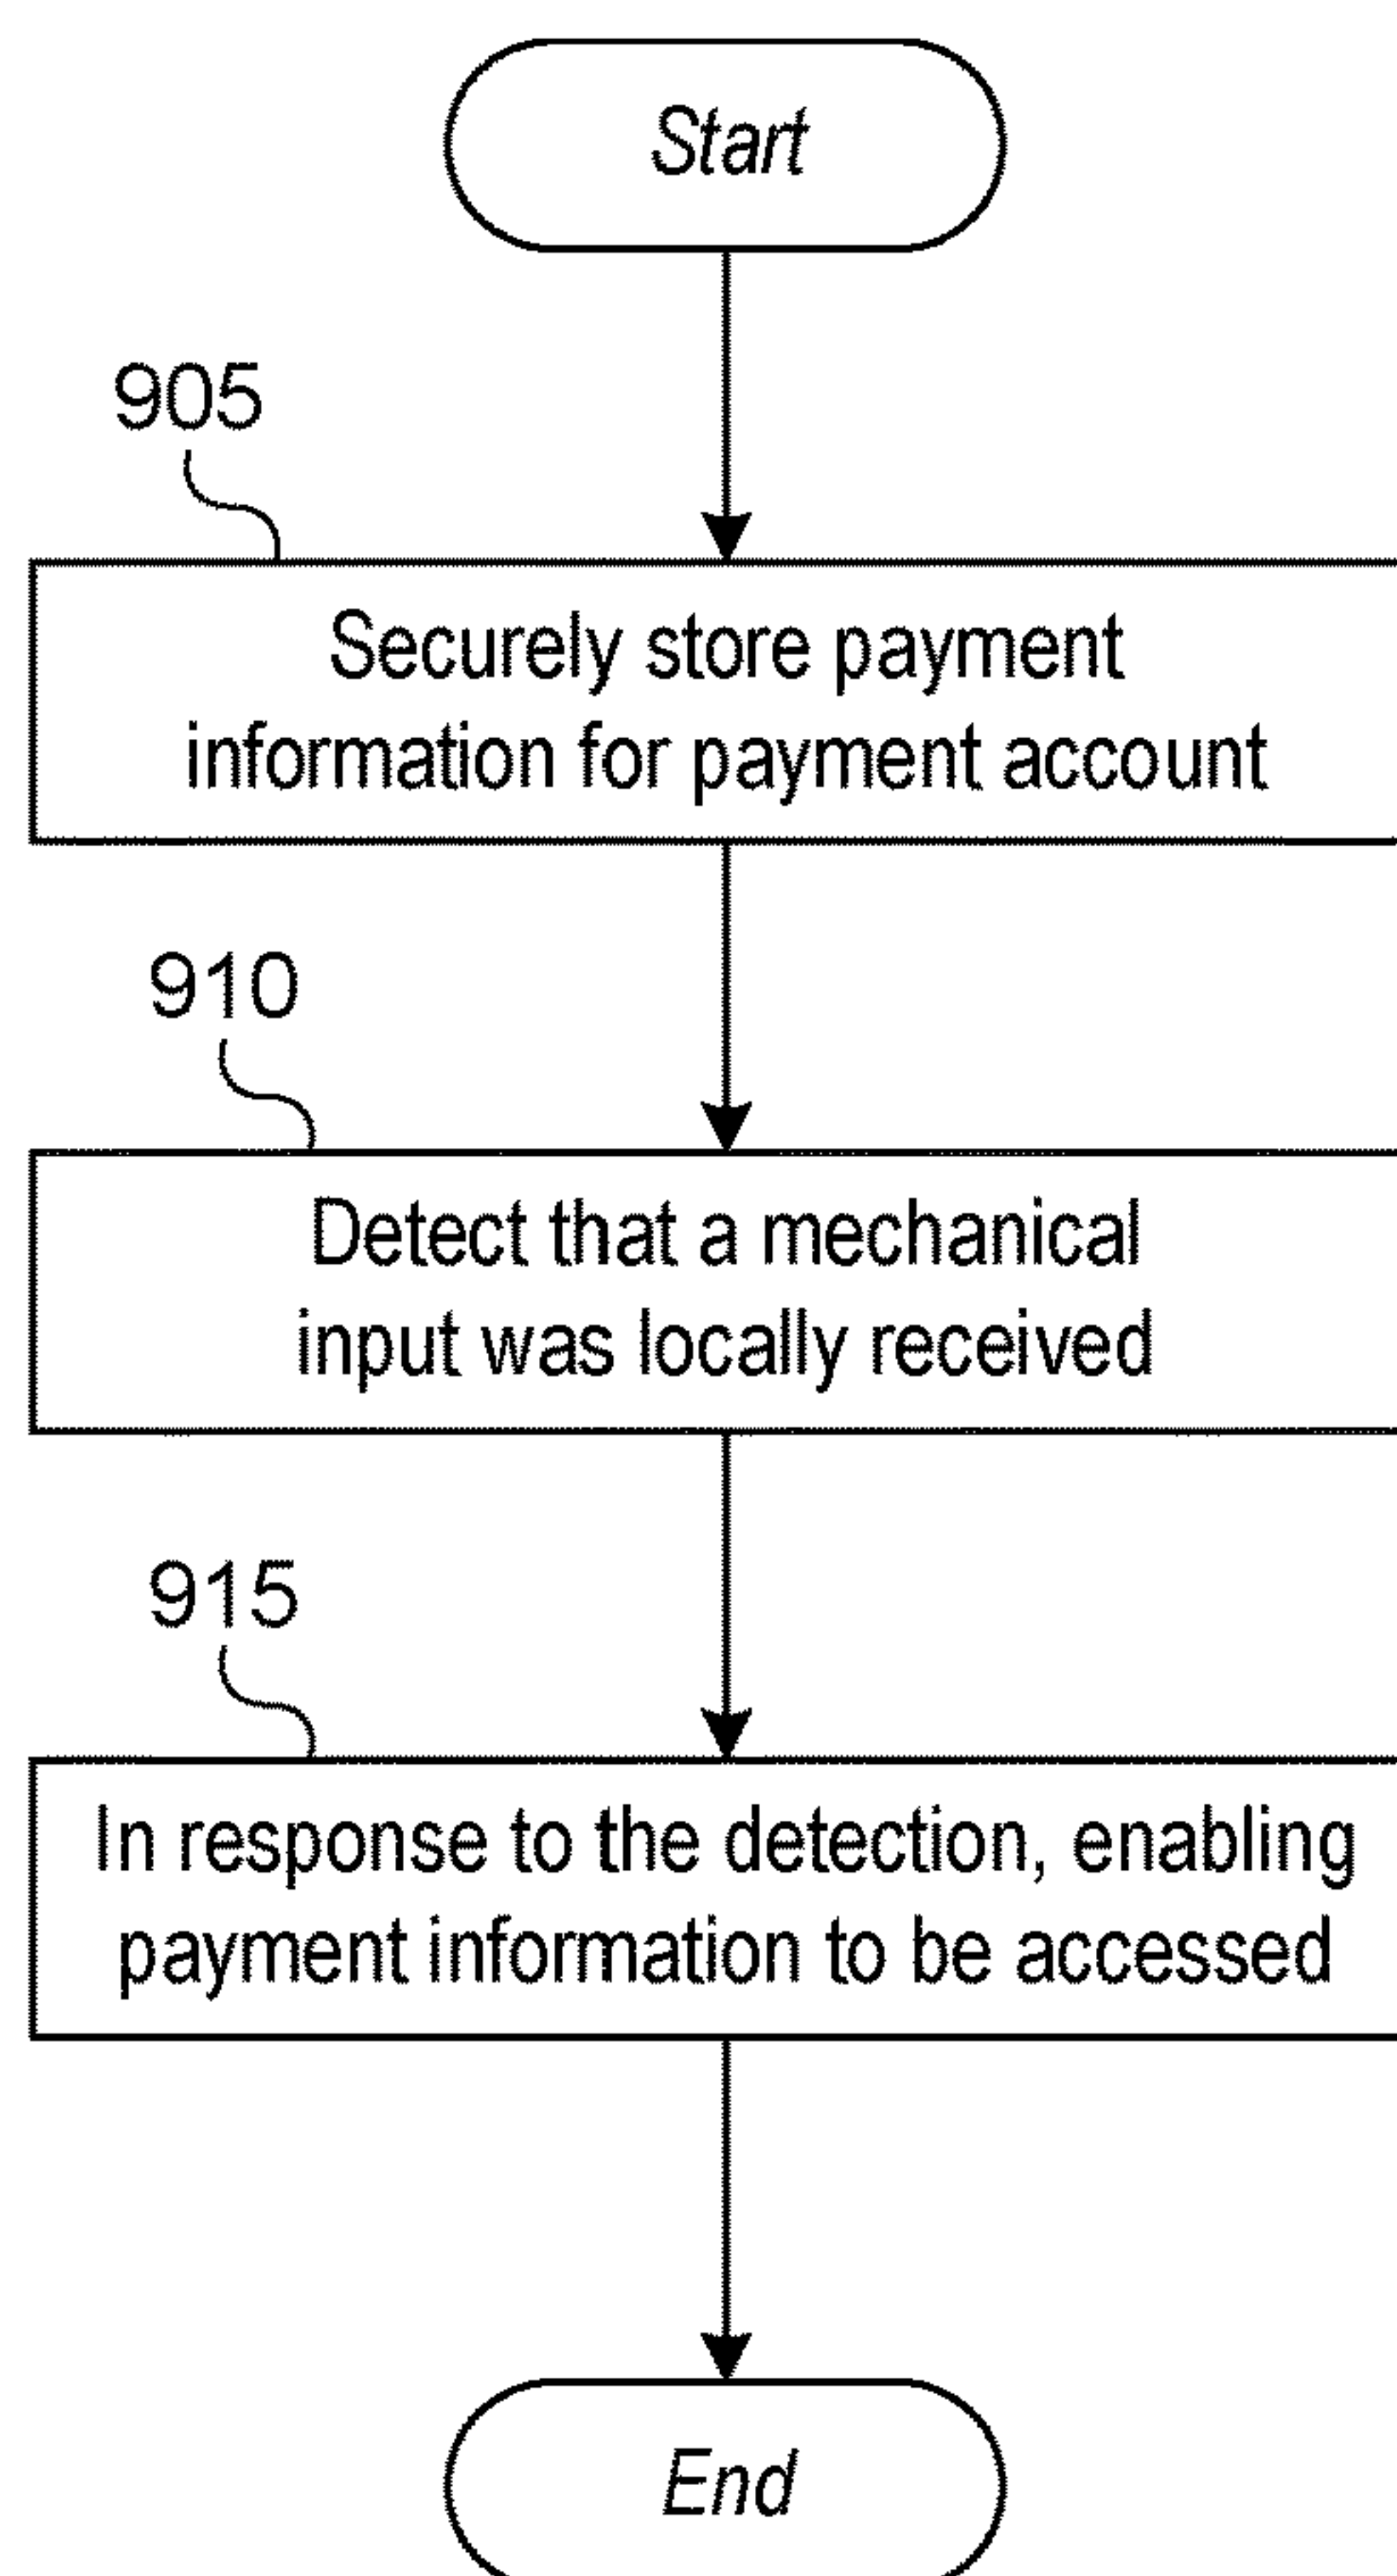 Start
905
Securely store payment
information for payment account
910
Detect that a mechanical
input was locally received
915
In response to the detection, enabling
payment information to be accessed
End